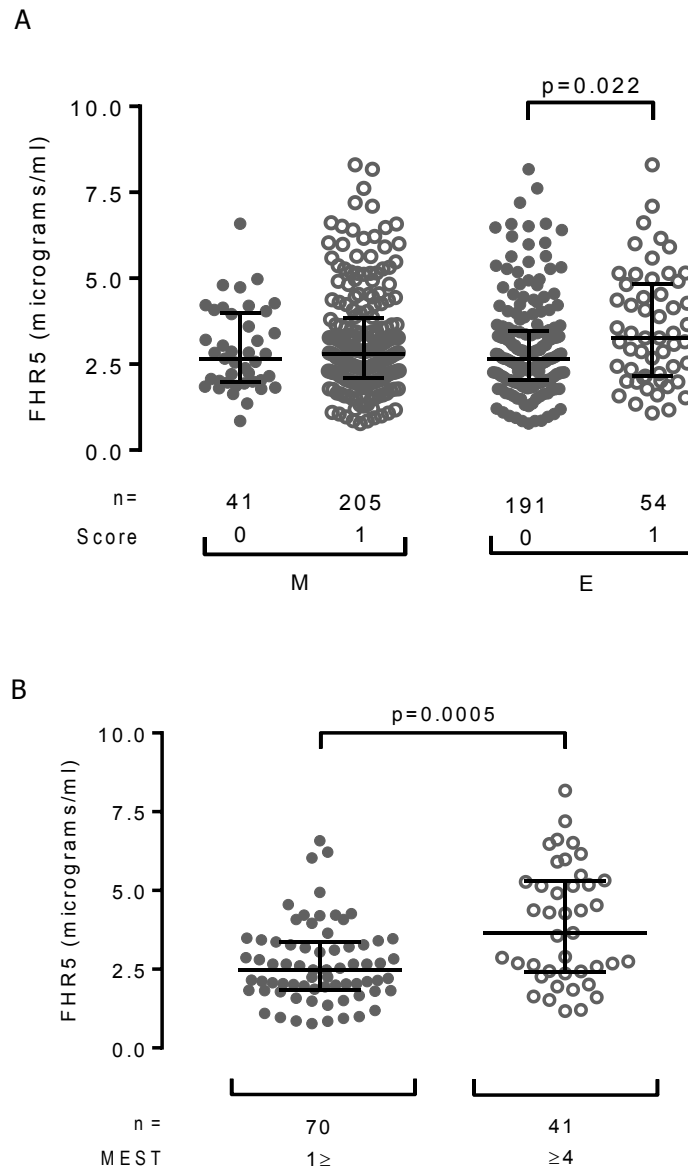 A
p=0.022
10.0
7.5
5.0
2.5
0.0
FHR5 (micrograms/ml)
n= 41 205 191 54
Score 0 1 0 1
M E
B
p=0.0005
10.0
7.5
5.0
2.5
0.0
FHR5 (micrograms/ml)
n = 70 41
MEST 1≥ ≥4